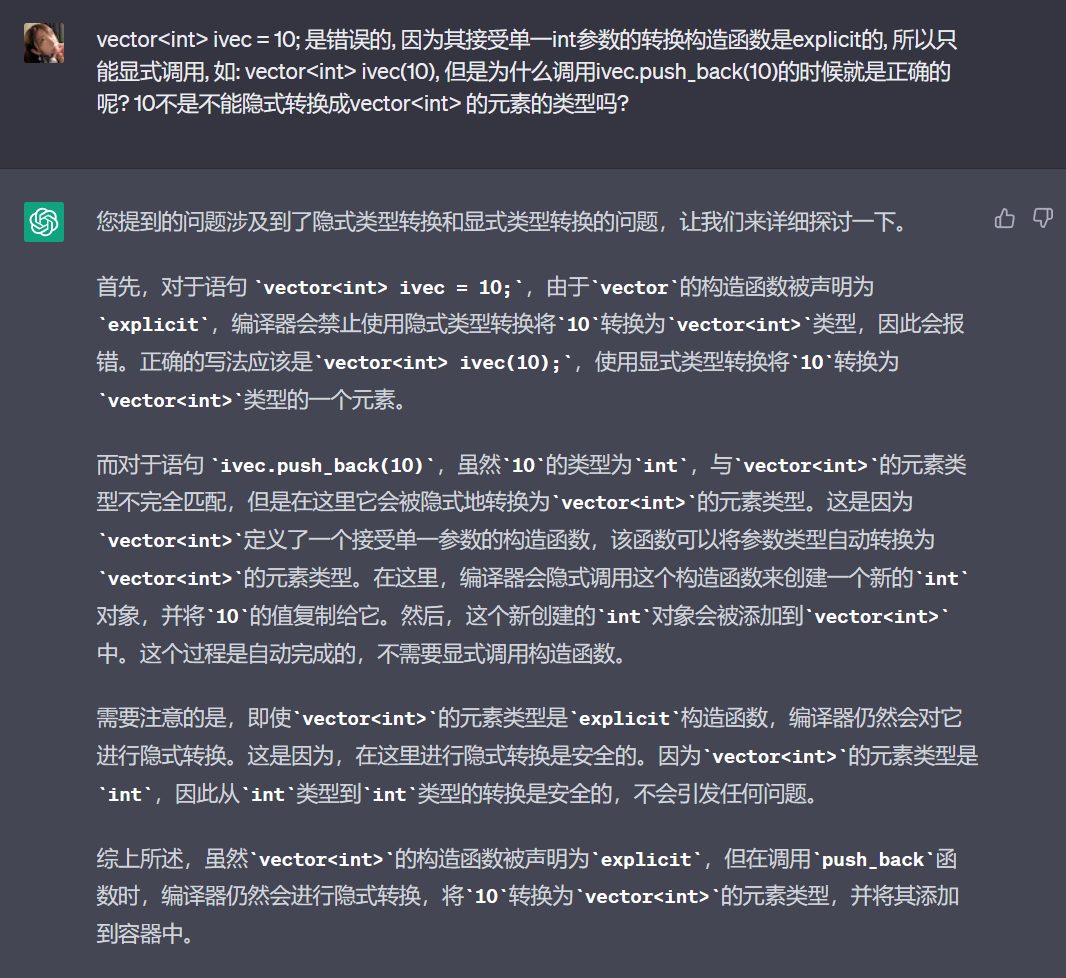 vector<int> ivec = 10; 是错误的, 因为其接受单一int参数的转换构造函数是explicit的, 所以只
能显式调用, 如: vector<int> ivec(10), 但是为什么调用ivec.push_back(10)的时候就是正确的
呢? 10不是不能隐式转换成vector<int> 的元素的类型吗?
您提到的问题涉及到了隐式类型转换和显式类型转换的问题，让我们来详细探讨一下。
首先，对于语句 `vector<int> ivec = 10;`，由于`vector`的构造函数被声明为
`explicit`，编译器会禁止使用隐式类型转换将`10`转换为`vector<int>`类型，因此会报
错。正确的写法应该是`vector<int> ivec(10);`，使用显式类型转换将`10`转换为
`vector<int>`类型的一个元素。
而对于语句 `ivec.push_back(10)`，虽然`10`的类型为`int`，与`vector<int>`的元素类
型不完全匹配，但是在这里它会被隐式地转换为`vector<int>`的元素类型。这是因为
`vector<int>`定义了一个接受单一参数的构造函数，该函数可以将参数类型自动转换为
`vector<int>`的元素类型。在这里，编译器会隐式调用这个构造函数来创建一个新的`int`
对象，并将`10`的值复制给它。然后，这个新创建的`int`对象会被添加到`vector<int>`
中。这个过程是自动完成的，不需要显式调用构造函数。
需要注意的是，即使`vector<int>`的元素类型是`explicit`构造函数，编译器仍然会对它
进行隐式转换。这是因为，在这里进行隐式转换是安全的。因为`vector<int>`的元素类型是
`int`，因此从`int`类型到`int`类型的转换是安全的，不会引发任何问题。
综上所述，虽然`vector<int>`的构造函数被声明为`explicit`，但在调用`push_back`函
数时，编译器仍然会进行隐式转换，将`10`转换为`vector<int>`的元素类型，并将其添加
到容器中。